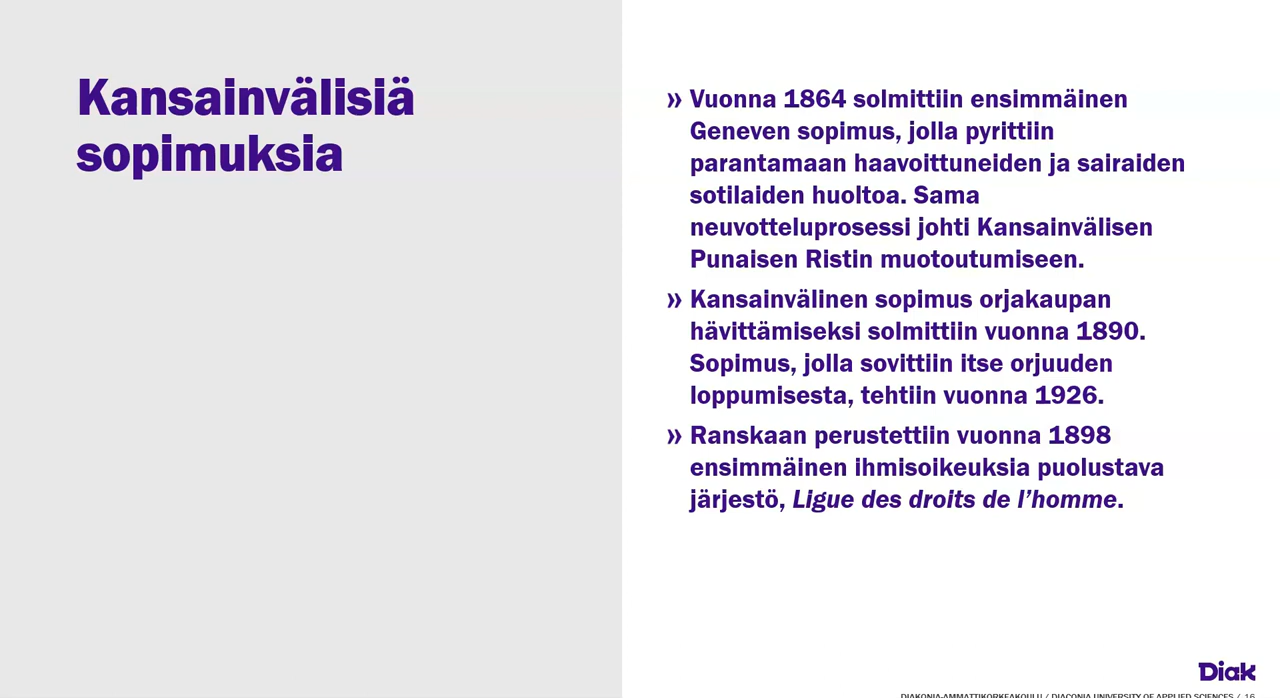 Kansainvälisiä
sopimuksia
» Vuonna 1864 solmittiin ensimmäinen
Geneven sopimus, jolla pyrittiin
parantamaan haavoittuneiden ja sairaiden
sotilaiden huoltoa. Sama
neuvotteluprosessi johti Kansainvälisen
Punaisen Ristin muotoutumiseen.
» Kansainvälinen sopimus orjakaupan
hävittämiseksi solmittiin vuonna 1890.
Sopimus, jolla sovittiin itse orjuuden
loppumisesta, tehtiin vuonna 1926.
» Ranskaan perustettiin vuonna 1898
ensimmäinen ihmisoikeuksia puolustava
järjestö, Ligue des droits de l’homme.
Diak
DIAKONIA-AMMATTIKORKEAKOULU / DIACONIA UNIVERSITY OF APPLIED SCIENCES / 16